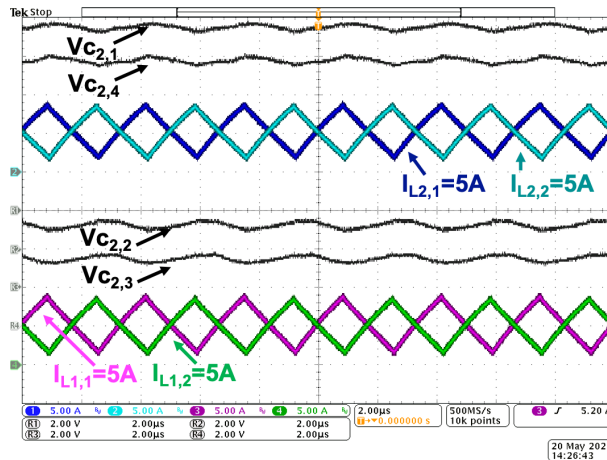 Tek Stop
Vc2,1
Vc2,4
2
IL2,1=5A IL2,2=5A
Vc2,2
Vc2,3
R4
IL1,1=5A IL1,2=5A
1 5.00 A 2 5.00 A 3 5.00 A 4 5.00 A
R1 2.00 V 2.00µs R2 2.00 V 2.00µs
R3 2.00 V 2.00µs R4 2.00 V 2.00µs
2.00µs
T 0.000000 s
500MS/s
10k points
3 5.20 A
20 May 202
14:26:43